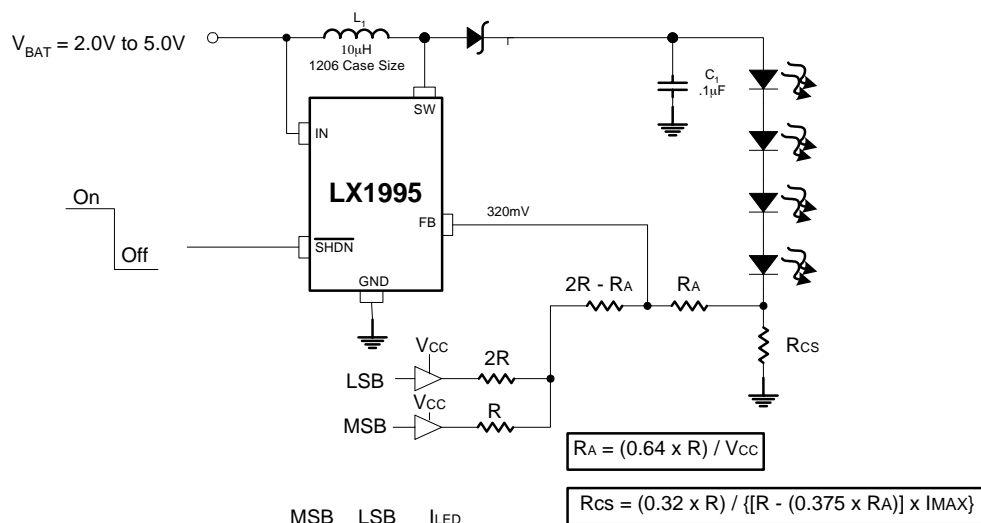 L1
VBAT = 2.0V to 5.0V
10µH
1206 Case Size
C1
.1µF
SW
IN
LX1995
On
Off
FB
320mV
SHDN
GND
2R - RA
RA
RCS
VCC
LSB
2R
VCC
MSB
R
RA = (0.64 x R) / VCC
RCS = (0.32 x R) / {[R - (0.375 x RA)] x IMAX}
MSB LSB ILED